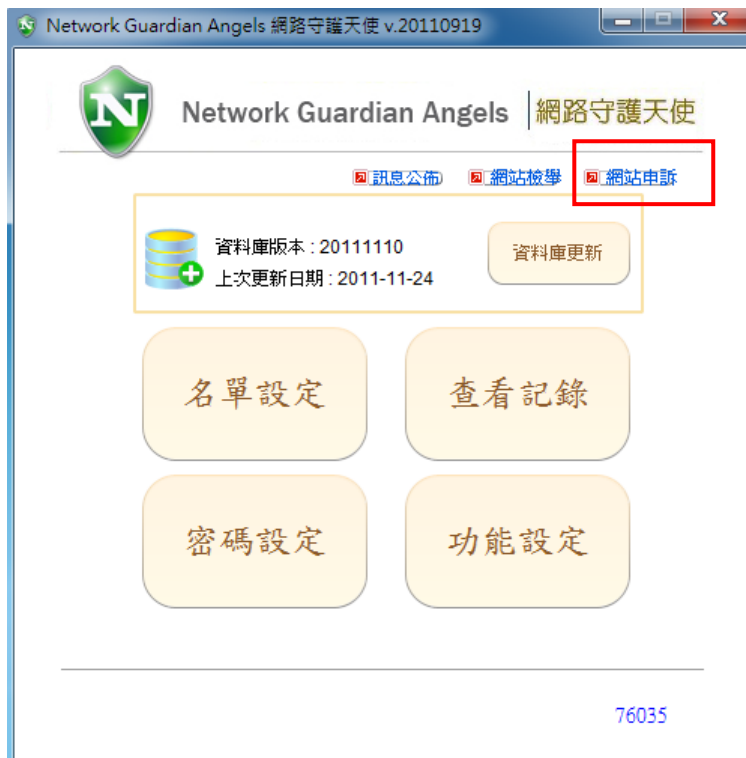 Network Guardian Angels 網路守護天使 v.20110919
N
Network Guardian Angels 網路守護天使
訊息公佈 網站檢舉 網站申訴
資料庫版本 : 20111110
上次更新日期 : 2011-11-24
資料庫更新
名單設定 查看記錄
密碼設定 功能設定
76035